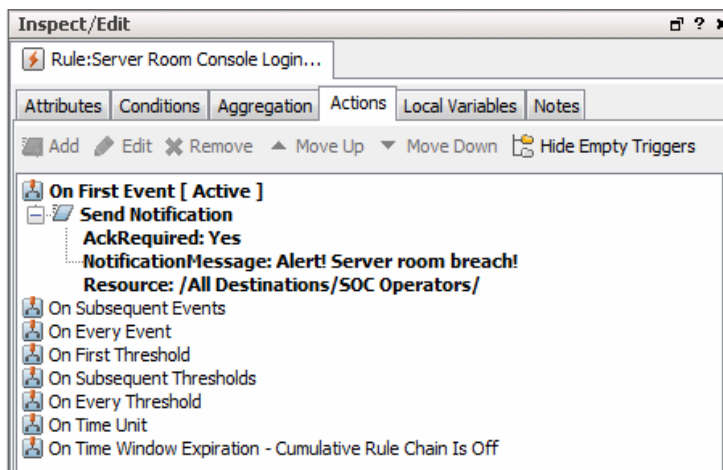 Inspect/Edit
Rule:Server Room Console Login...
Attributes Conditions Aggregation Actions Local Variables Notes
Add Edit Remove Move Up Move Down Hide Empty Triggers
On First Event [ Active ]
Send Notification
AckRequired: Yes
NotificationMessage: Alert! Server room breach!
Resource: /All Destinations/SOC Operators/
On Subsequent Events
On Every Event
On First Threshold
On Subsequent Thresholds
On Every Threshold
On Time Unit
On Time Window Expiration - Cumulative Rule Chain Is Off